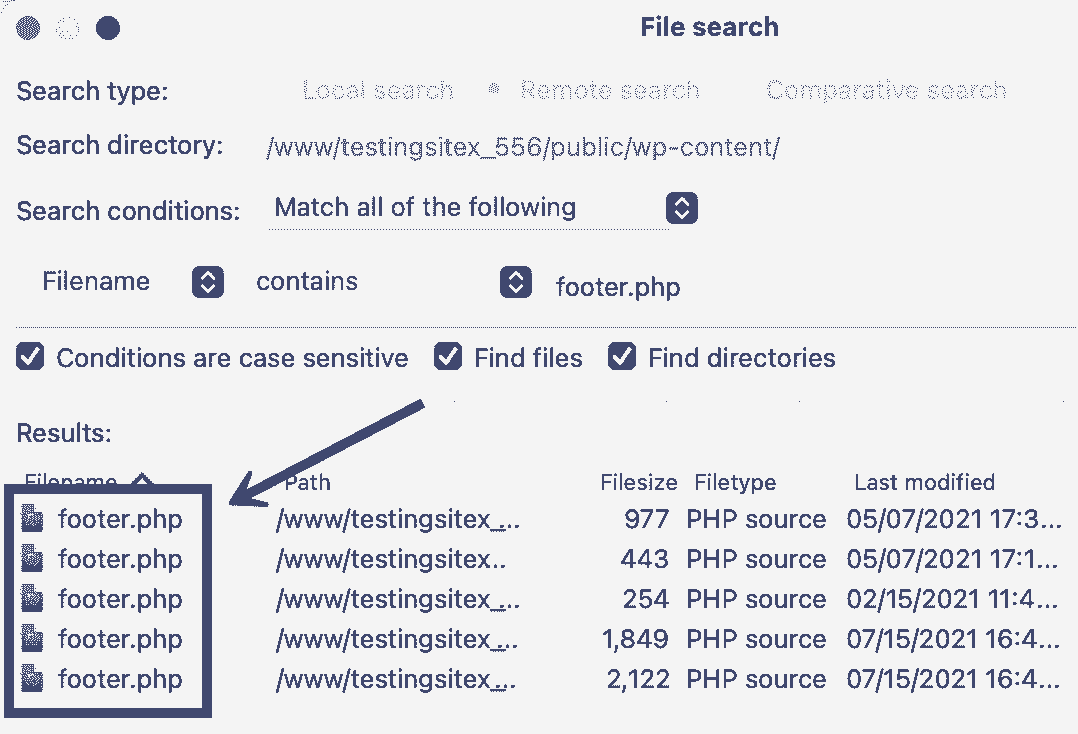 File search
Search type: Local search Remote search Comparative search
Search directory: /www/testingsitex_556/public/wp-content/
Search conditions: Match all of the following
Filename contains footer.php
Conditions are case sensitive Find files Find directories
Results:
Filename Path Filesize Filetype Last modified
footer.php /www/testingsitex_... 977 PHP source 05/07/2021 17:3...
footer.php /www/testingsitex.. 443 PHP source 05/07/2021 17:1...
footer.php /www/testingsitex_... 254 PHP source 02/15/2021 11:4...
footer.php /www/testingsitex_... 1,849 PHP source 07/15/2021 16:4...
footer.php /www/testingsitex_... 2,122 PHP source 07/15/2021 16:4...